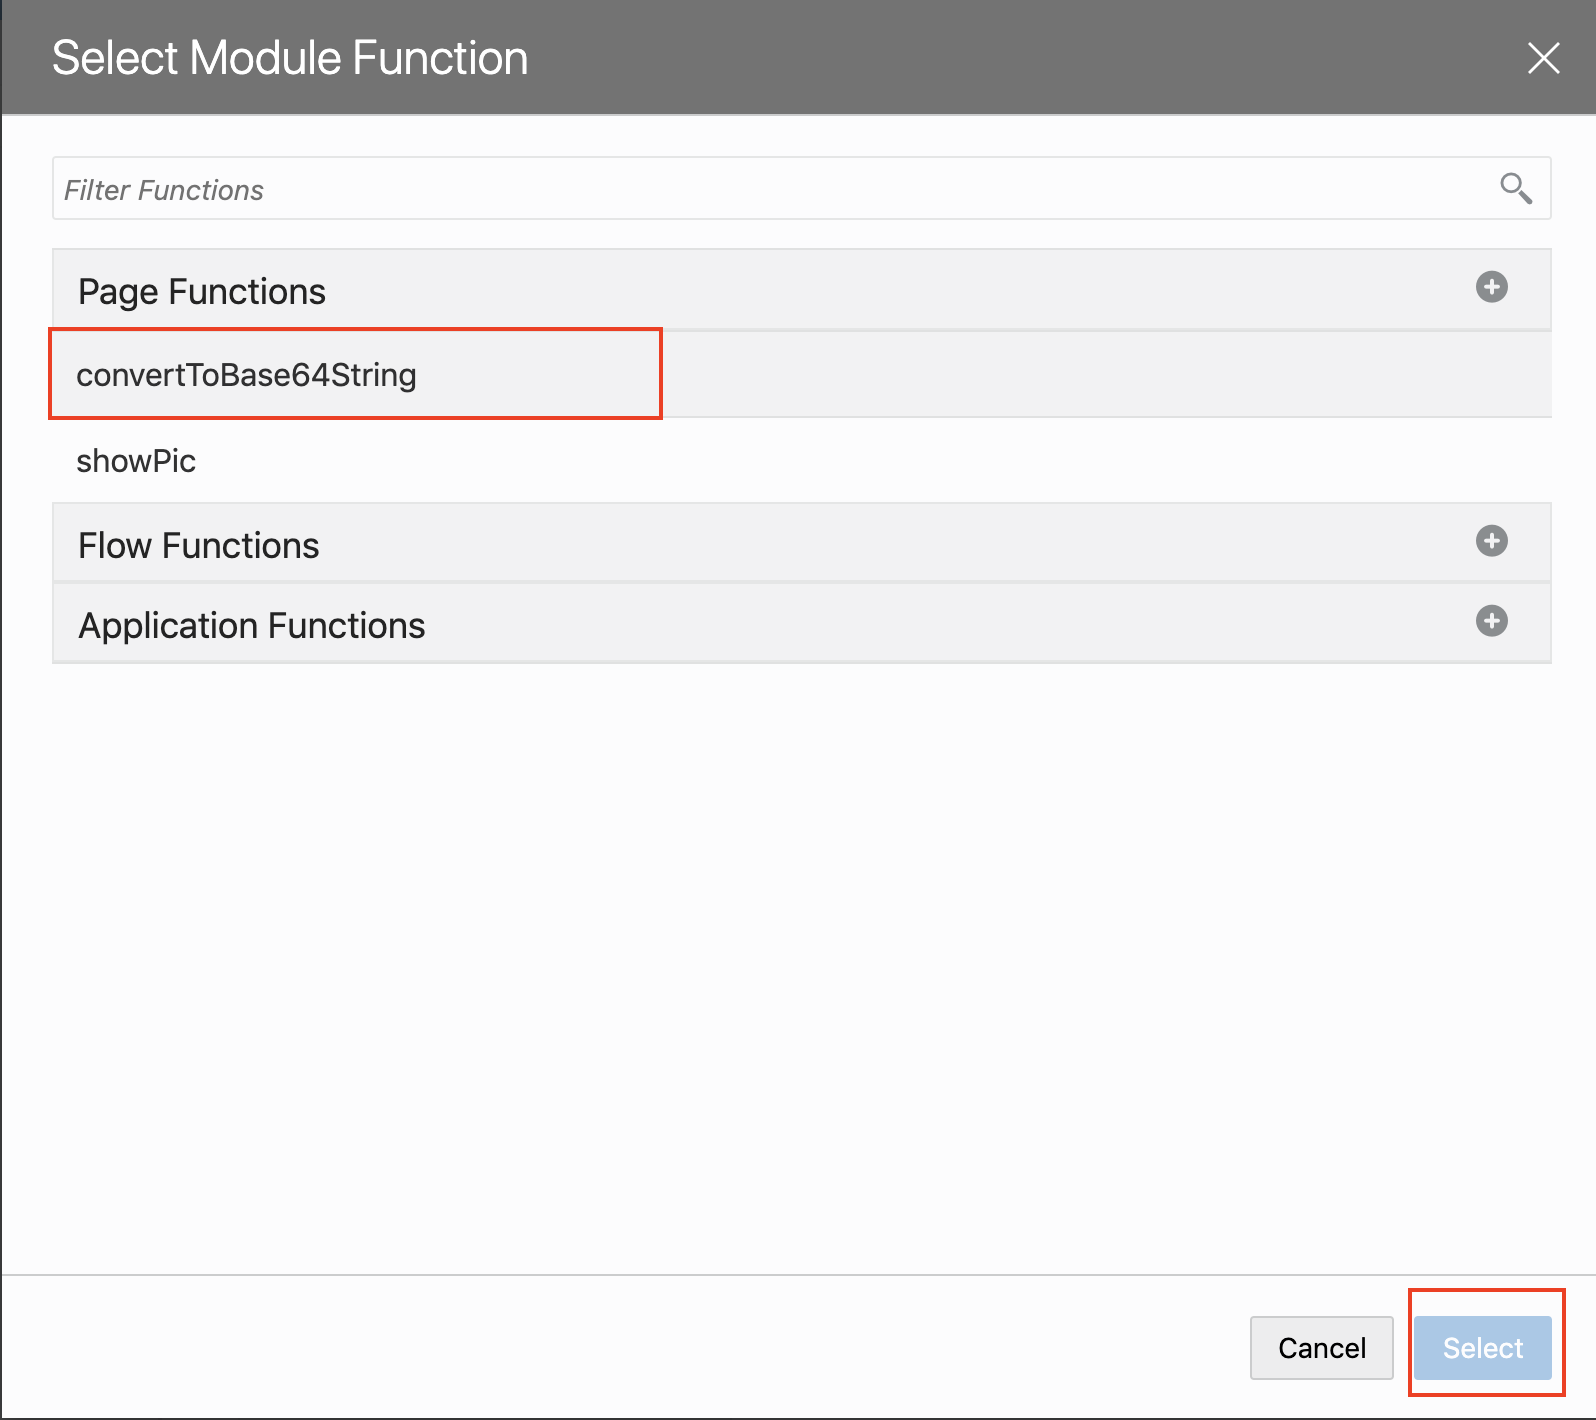 Select Module Function
Filter Functions
Page Functions
convertToBase64String
showPic
Flow Functions
Application Functions
Cancel
Select